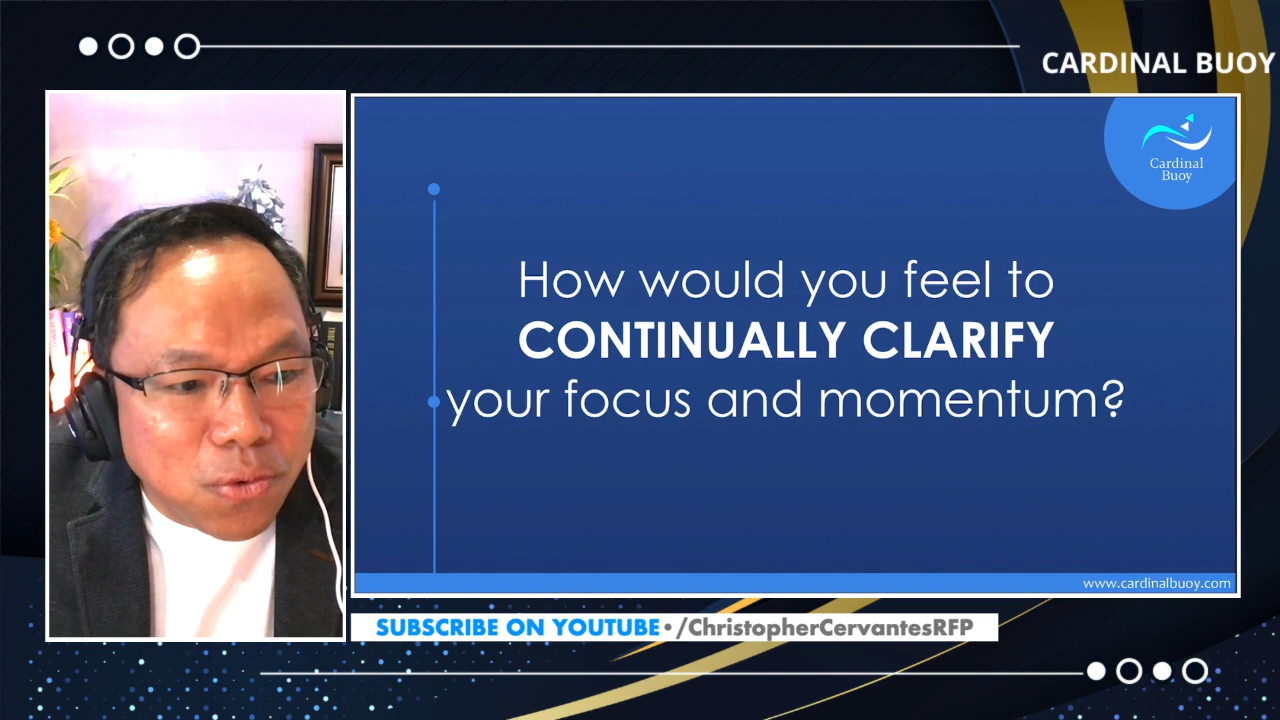 CARDINAL BUOY
Cardinal
Buoy
How would you feel to
CONTINUALLY CLARIFY
your focus and momentum?
www.cardinalbuoy.com
SUBSCRIBE ON YOUTUBE • /ChristopherCervantesRFP